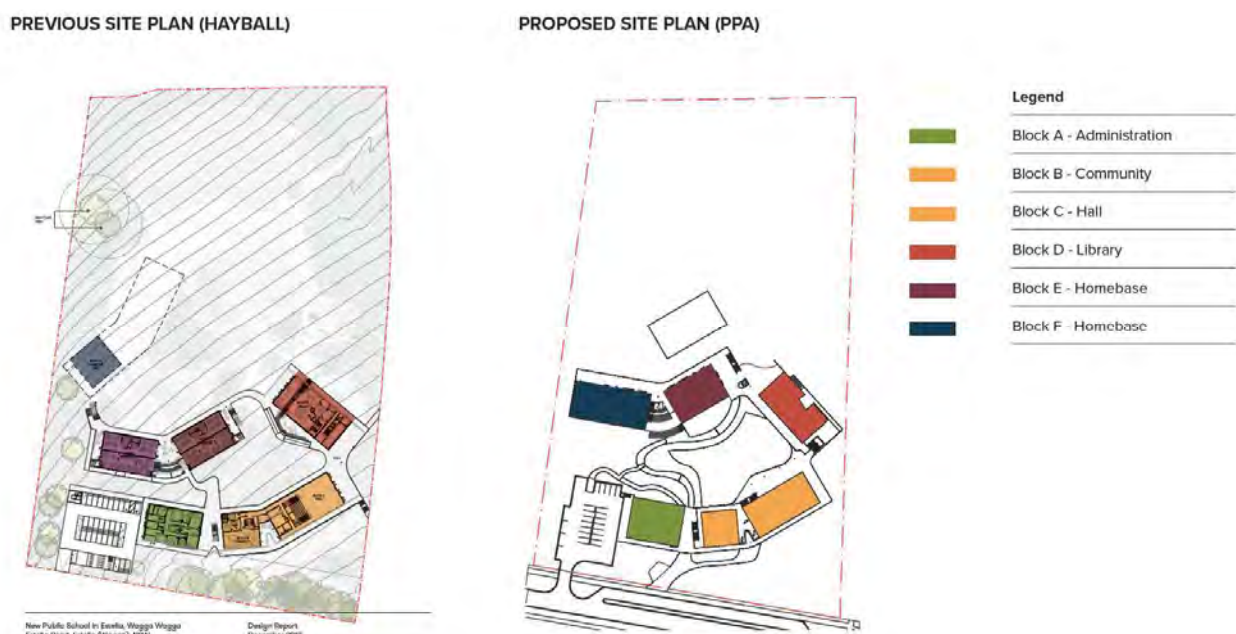 PREVIOUS SITE PLAN (HAYBALL)
PROPOSED SITE PLAN (PPA)
Legend
Block A - Administration
Block B - Community
Block C - Hall
Block D - Library
Block E - Homebase
Block F - Homebase
New Public School in Estella, Wagga Wagga
Design Report